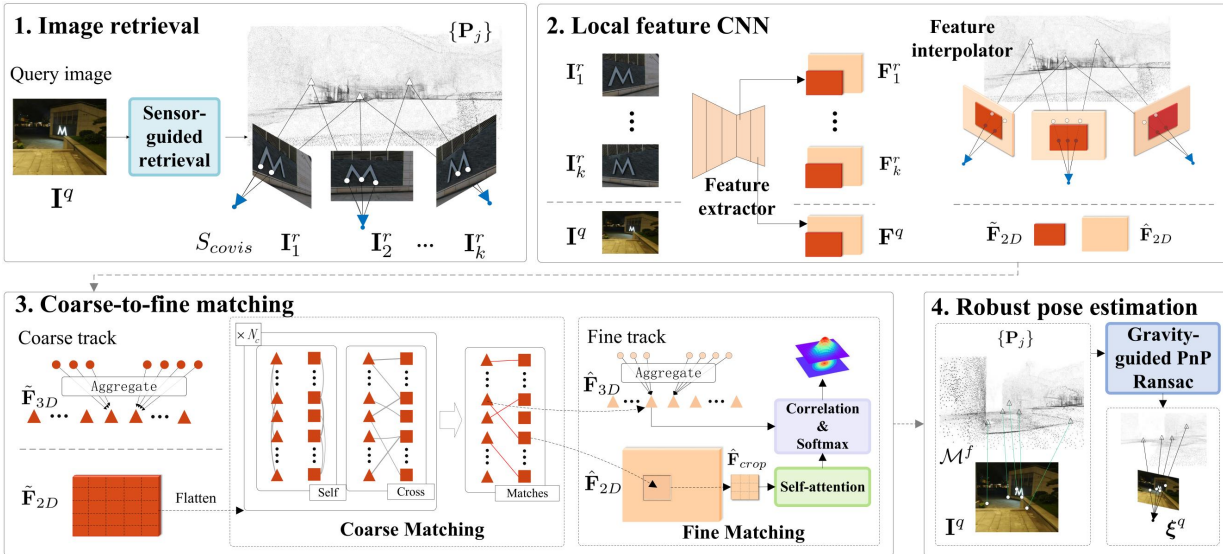 1. Image retrieval
{P_j}
Query image
Sensor-
guided
retrieval
I^q
S_covis I_1^r I_2^r ... I_k^r
2. Local feature CNN
Feature
interpolator
I_1^r
F_1^r
I_k^r
F_k^r
Feature
extractor
I^q
F^q
F̃_2D
F̂_2D
3. Coarse-to-fine matching
Coarse track
Aggregate
F̃_3D
F̃_2D
Flatten
× N_c
Self
Cross
Matches
Coarse Matching
Fine track
Aggregate
F̂_3D
Correlation
&
Softmax
F̂_crop
F̂_2D
Self-attention
Fine Matching
4. Robust pose estimation
{P_j}
Gravity-
guided PnP
Ransac
M^f
I^q
ξ^q